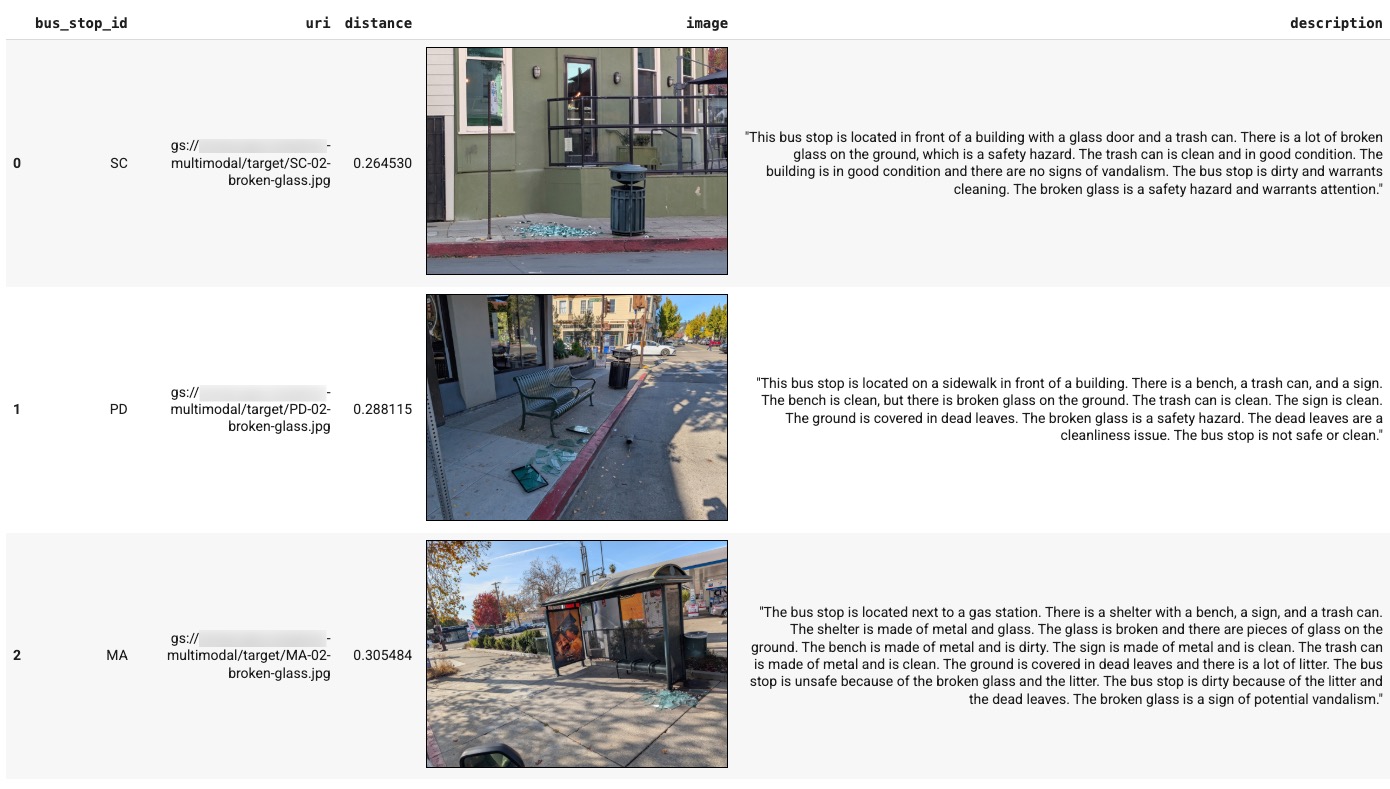 bus_stop_id uri distance image description
0 SC gs:// - multimodal/target/SC-02- broken-glass.jpg 0.264530
"This bus stop is located in front of a building with a glass door and a trash can. There is a lot of broken
glass on the ground, which is a safety hazard. The trash can is clean and in good condition. The
building is in good condition and there are no signs of vandalism. The bus stop is dirty and warrants
cleaning. The broken glass is a safety hazard and warrants attention."
1 PD gs:// - multimodal/target/PD-02- broken-glass.jpg 0.288115
"This bus stop is located on a sidewalk in front of a building. There is a bench, a trash can, and a sign.
The bench is clean, but there is broken glass on the ground. The trash can is clean. The sign is clean.
The ground is covered in dead leaves. The broken glass is a safety hazard. The dead leaves are a
cleanliness issue. The bus stop is not safe or clean."
2 MA gs:// - multimodal/target/MA-02- broken-glass.jpg 0.305484
"The bus stop is located next to a gas station. There is a shelter with a bench, a sign, and a trash can.
The shelter is made of metal and glass. The glass is broken and there are pieces of glass on the
ground. The bench is made of metal and is dirty. The sign is made of metal and is clean. The trash can
is made of metal and is clean. The ground is covered in dead leaves and there is a lot of litter. The bus
stop is unsafe because of the broken glass and the litter. The bus stop is dirty because of the litter and
the dead leaves. The broken glass is a sign of potential vandalism."